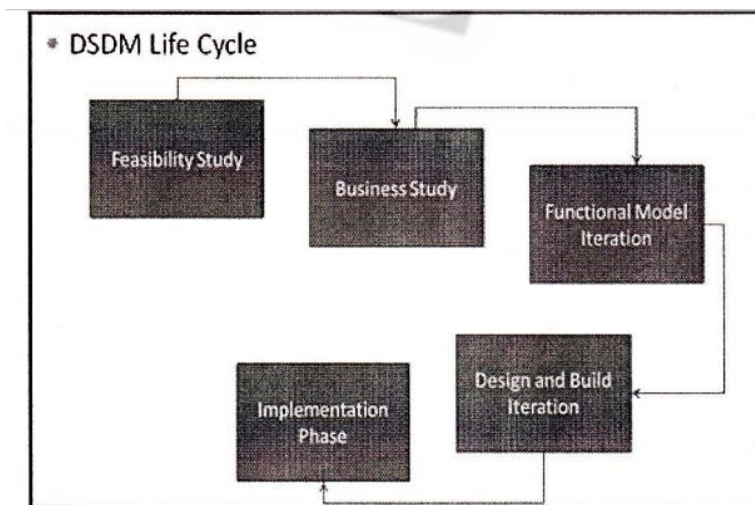 DSDM Life Cycle
Feasibility Study
Business Study
Functional Model
Iteration
Design and Build
Iteration
Implementation
Phase